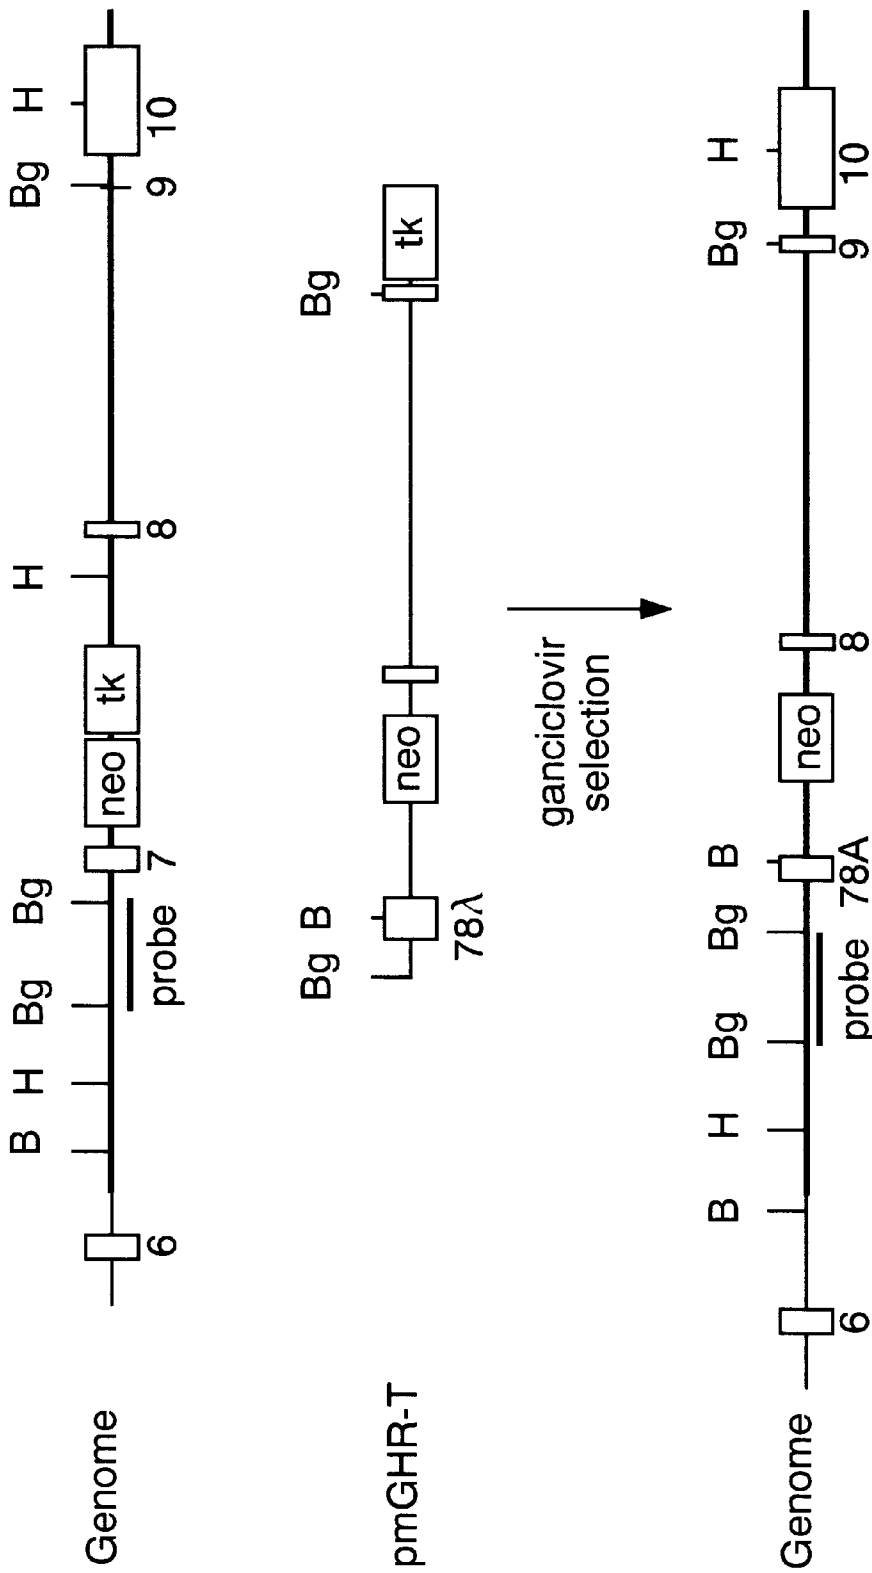 Genome
B H Bg Bg H Bg H
6 probe 7 neo tk 8 9 10
pmGHR-T
Bg B Bg
78λ neo tk
ganciclovir
selection
Genome
B H Bg Bg B Bg H
6 probe 78A neo 8 9 10